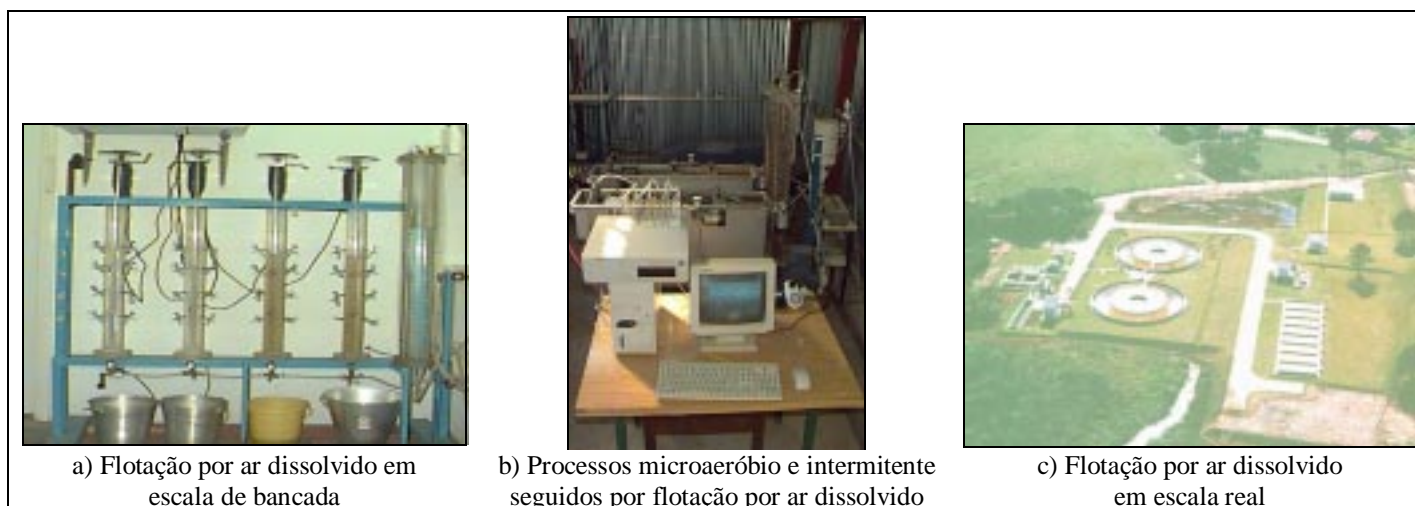 a) Flotação por ar dissolvido em
escala de bancada
b) Processos microaeróbio e intermitente
seguidos por flotação por ar dissolvido
c) Flotação por ar dissolvido
em escala real